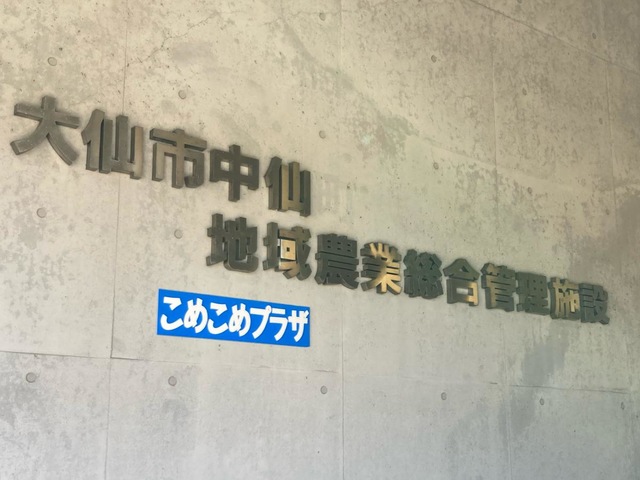 大仙市中仙
地域農業総合管理施設
こめこめプラザ